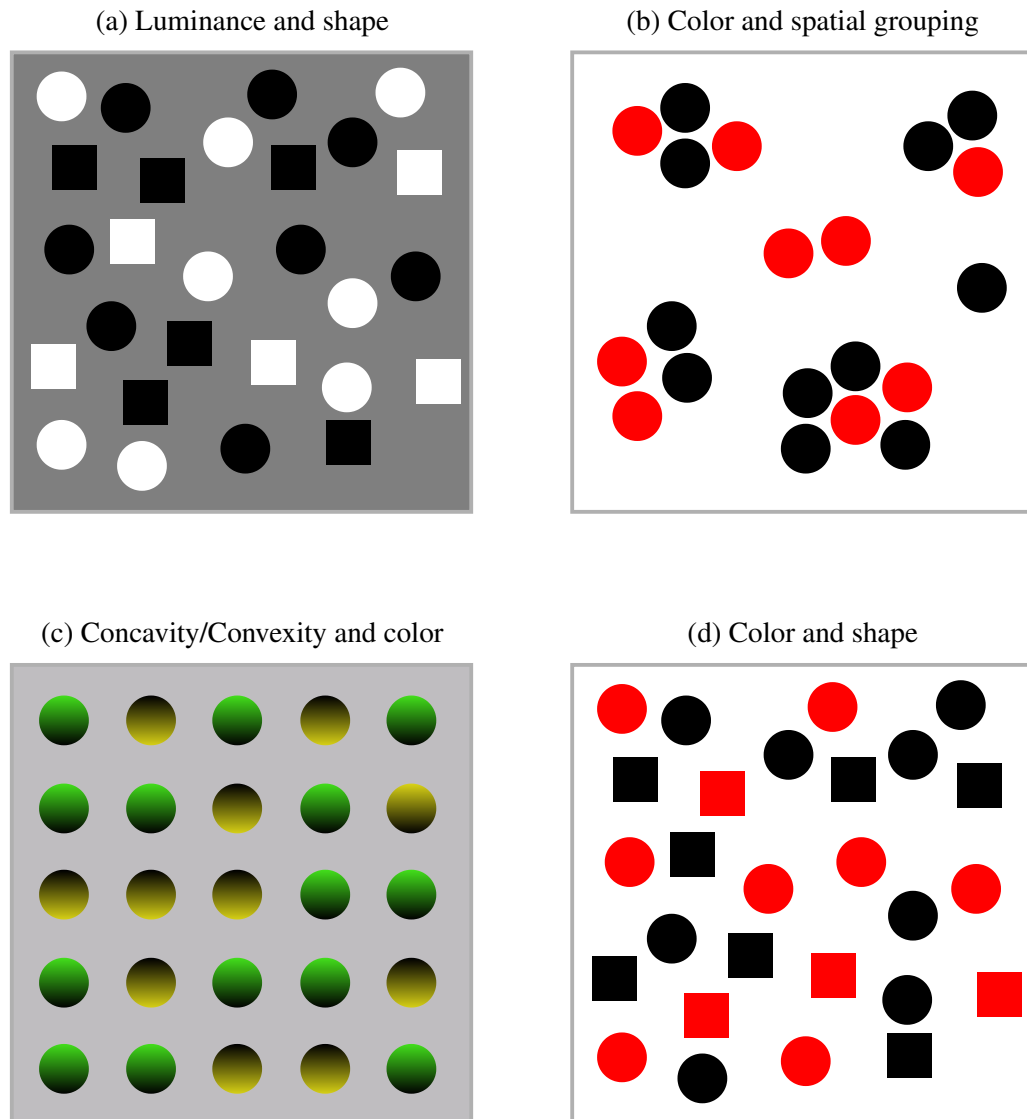 (a) Luminance and shape
(b) Color and spatial grouping
(c) Concavity/Convexity and color
(d) Color and shape